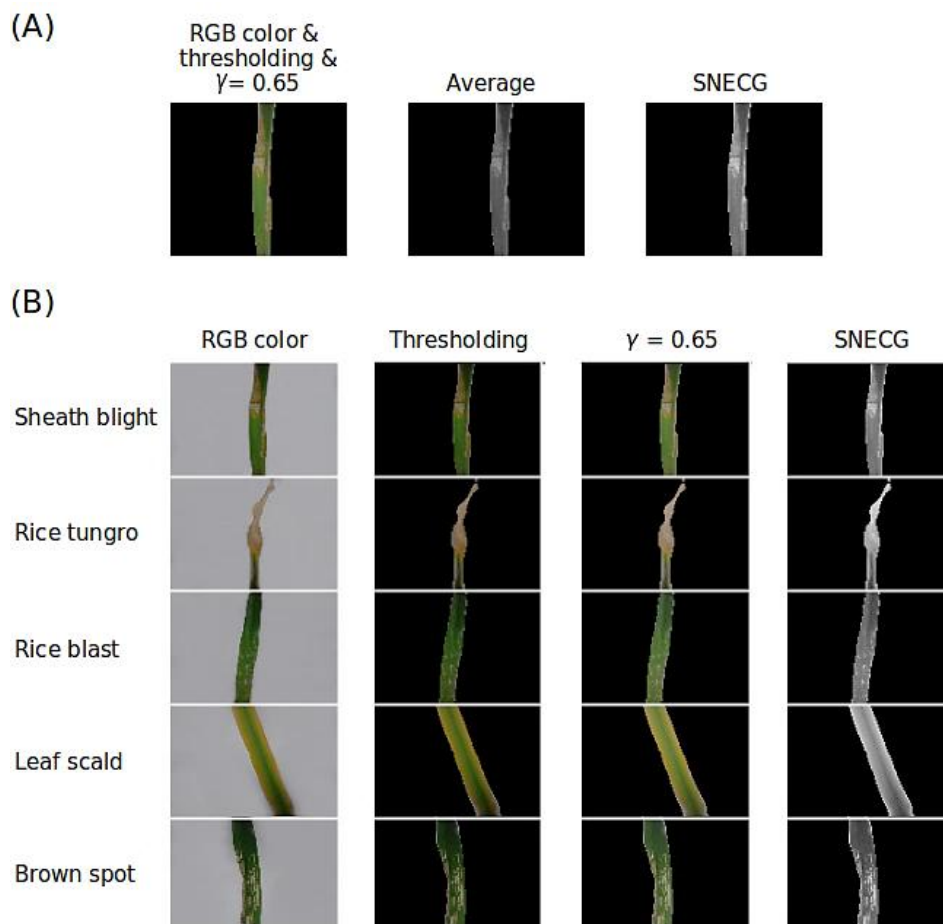 (A)
RGB color &
thresholding &
γ = 0.65
Average
SNECG
(B)
RGB color
Thresholding
γ = 0.65
SNECG
Sheath blight
Rice tungro
Rice blast
Leaf scald
Brown spot